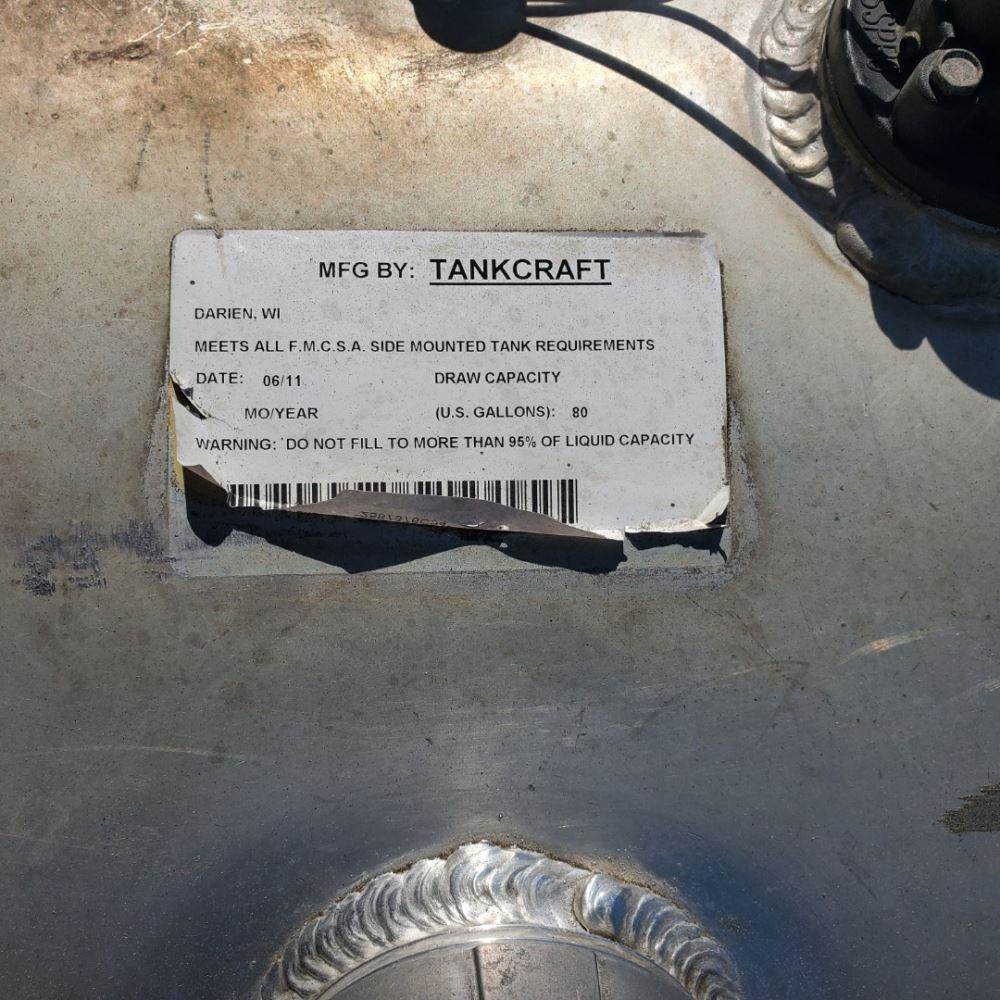 MFG BY: TANKCRAFT
DARIEN, WI
MEETS ALL F.M.C.S.A. SIDE MOUNTED TANK REQUIREMENTS
DATE: 06/11 DRAW CAPACITY
MO/YEAR (U.S. GALLONS): 80
WARNING: DO NOT FILL TO MORE THAN 95% OF LIQUID CAPACITY